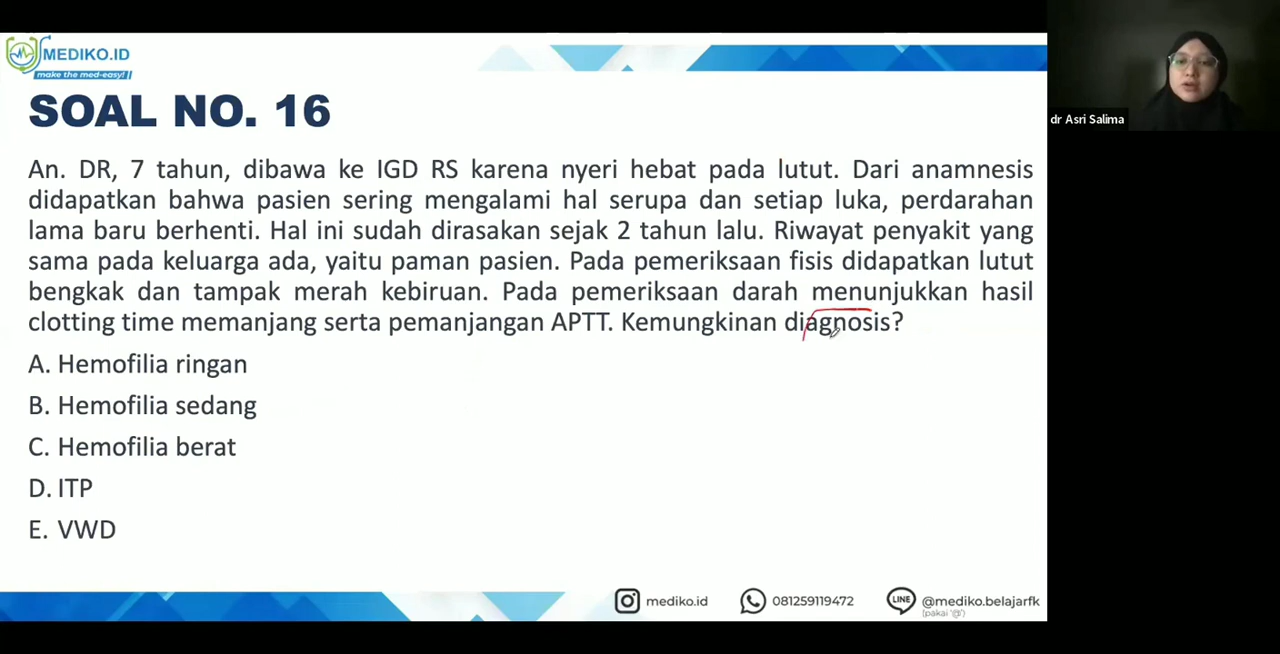 MEDIKO.ID
make the med-easy!
SOAL NO. 16
dr Asri Salima
An. DR, 7 tahun, dibawa ke IGD RS karena nyeri hebat pada lutut. Dari anamnesis
didapatkan bahwa pasien sering mengalami hal serupa dan setiap luka, perdarahan
lama baru berhenti. Hal ini sudah dirasakan sejak 2 tahun lalu. Riwayat penyakit yang
sama pada keluarga ada, yaitu paman pasien. Pada pemeriksaan fisis didapatkan lutut
bengkak dan tampak merah kebiruan. Pada pemeriksaan darah menunjukkan hasil
clotting time memanjang serta pemanjangan APTT. Kemungkinan diagnosis?
A. Hemofilia ringan
B. Hemofilia sedang
C. Hemofilia berat
D. ITP
E. VWD
mediko.id
081259119472
LINE
@mediko.belajarfk
(pakai '@')